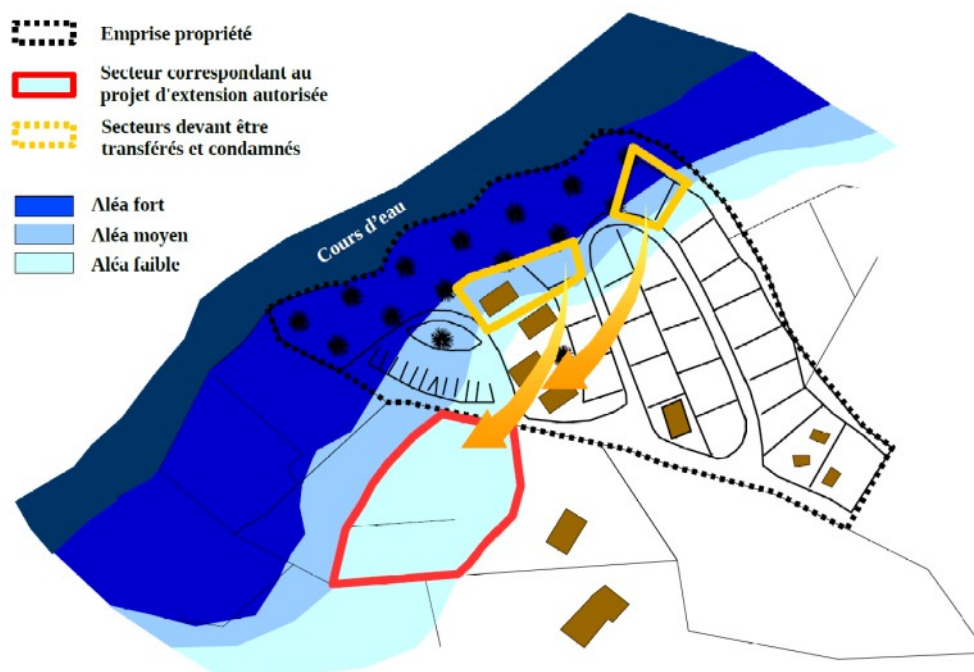 Emprise propriété
Secteur correspondant au
projet d'extension autorisée
Secteurs devant être
transférés et condamnés
Aléa fort
Aléa moyen
Aléa faible
Cours d'eau